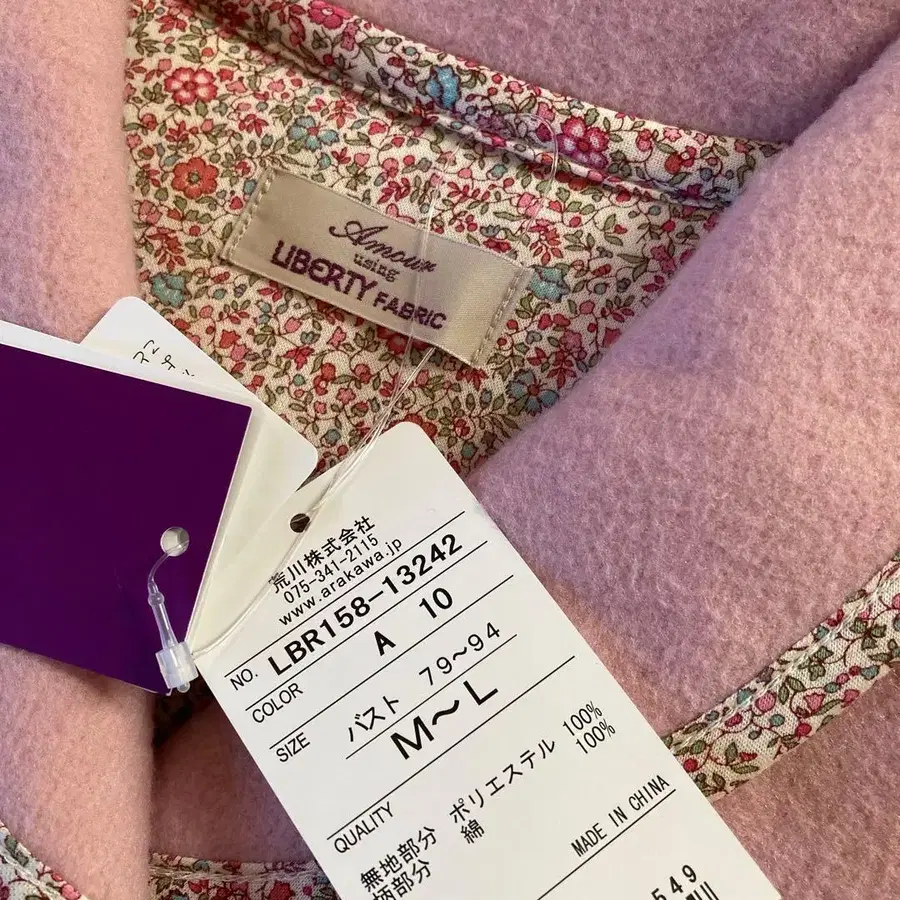 Amour
using
LIBERTY FABRIC
荒川株式会社
075-341-2115
www.arakawa.jp
NO. LBR158-13242
COLOR A 10
SIZE バスト 79〜94
M〜L
QUALITY
無地部分 ポリエステル 100%
柄部分 綿 100%
MADE IN CHINA
549